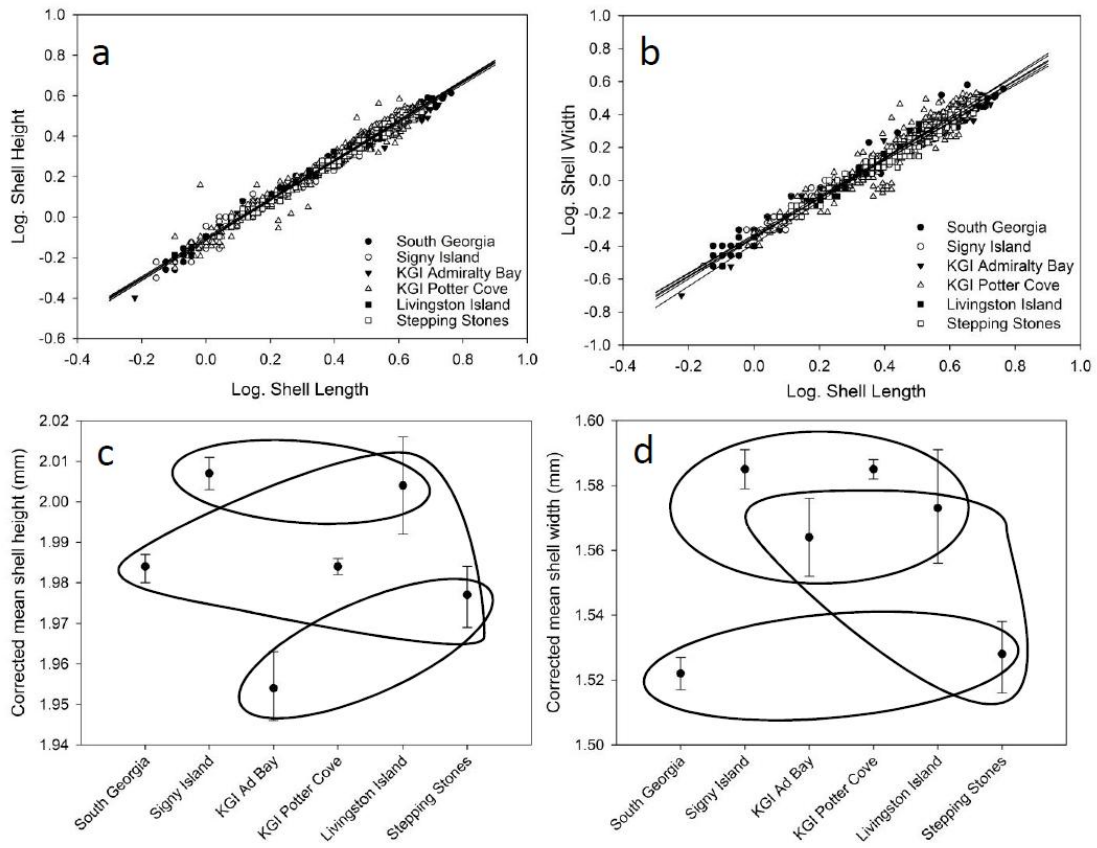 a
Log. Shell Height
1.0
0.8
0.6
0.4
0.2
0.0
-0.2
-0.4
-0.6
South Georgia
Signy Island
KGI Admiralty Bay
KGI Potter Cove
Livingston Island
Stepping Stones
-0.4 -0.2 0.0 0.2 0.4 0.6 0.8 1.0
Log. Shell Length
b
Log. Shell Width
1.0
0.8
0.6
0.4
0.2
0.0
-0.2
-0.4
-0.6
-0.8
-1.0
South Georgia
Signy Island
KGI Admiralty Bay
KGI Potter Cove
Livingston Island
Stepping Stones
-0.4 -0.2 0.0 0.2 0.4 0.6 0.8 1.0
Log. Shell Length
c
Corrected mean shell height (mm)
2.02
2.01
2.00
1.99
1.98
1.97
1.96
1.95
1.94
South Georgia
Signy Island
KGI Ad Bay
KGI Potter Cove
Livingston Island
Stepping Stones
d
Corrected mean shell width (mm)
1.60
1.58
1.56
1.54
1.52
1.50
South Georgia
Signy Island
KGI Ad Bay
KGI Potter Cove
Livingston Island
Stepping Stones